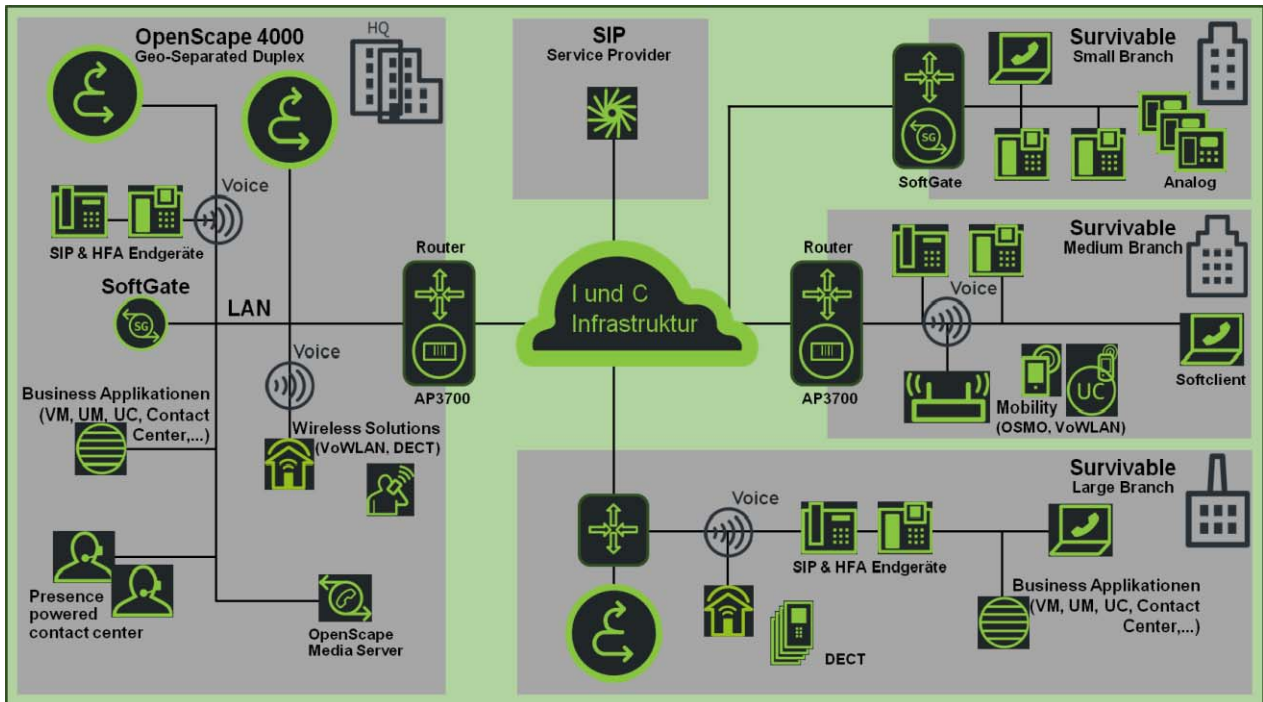 OpenScape 4000
Geo-Separated Duplex
HQ
Voice
SIP & HFA Endgeräte
SoftGate
SG
LAN
Voice
Router
AP3700
Business Applikationen
(VM, UM, UC, Contact
Center,...)
Wireless Solutions
(VoWLAN, DECT)
Presence
powered
contact center
OpenScape
Media Server
SIP
Service Provider
I und C
Infrastruktur
Survivable
Small Branch
SG
SoftGate
Analog
Survivable
Medium Branch
Router
AP3700
Voice
UC
Mobility
(OSMO, VoWLAN)
Softclient
Survivable
Large Branch
Voice
SIP & HFA Endgeräte
DECT
Business Applikationen
(VM, UM, UC, Contact
Center,...)